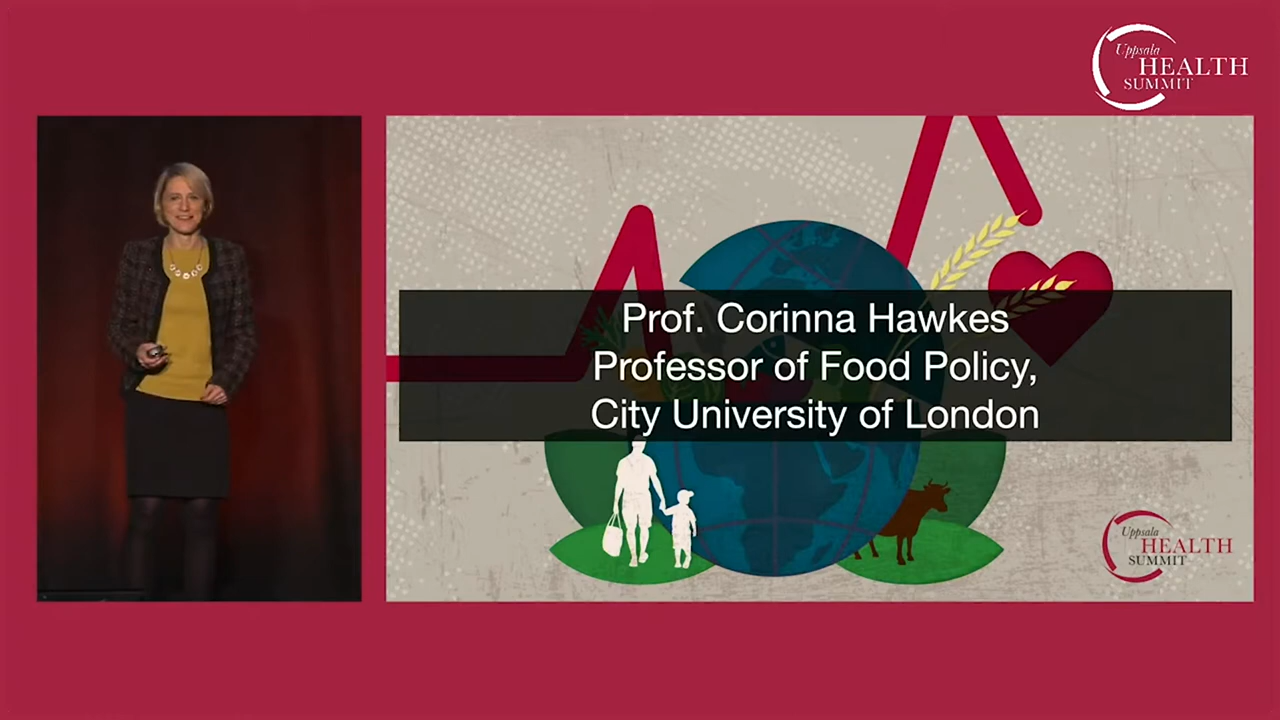 Uppsala
HEALTH
SUMMIT
Prof. Corinna Hawkes
Professor of Food Policy,
City University of London
Uppsala
HEALTH
SUMMIT